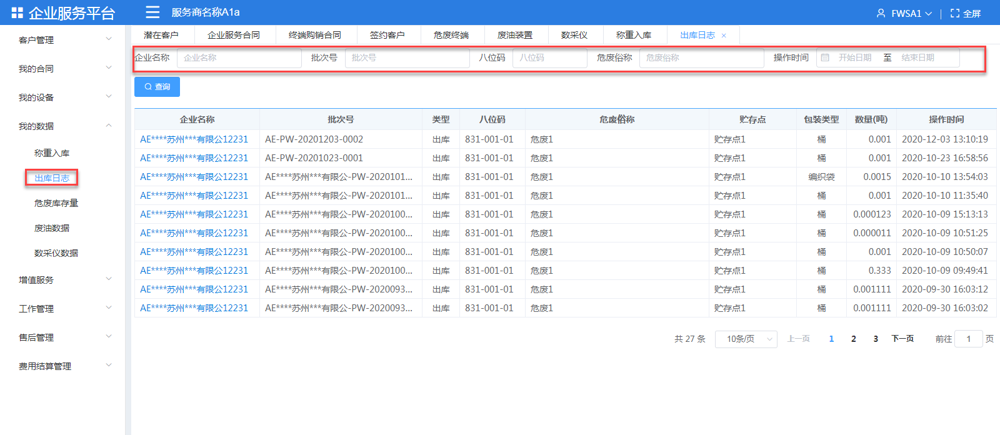 企业服务平台 服务商名称A1a FWSA1 全屏
客户管理
我的合同
我的设备
我的数据
称重入库
出库日志
危废库存量
废油数据
数采仪数据
增值服务
工作管理
售后管理
费用结算管理
潜在客户 企业服务合同 终端购销合同 签约客户 危废终端 废油装置 数采仪 称重入库 出库日志 ×
企业名称 企业名称 批次号 批次号 八位码 八位码 危废俗称 危废俗称 操作时间 开始日期 至 结束日期
查询
企业名称 批次号 类型 八位码 危废俗称 贮存点 包装类型 数量(吨) 操作时间
AE****苏州***有限公12231 AE-PW-20201203-0002 出库 831-001-01 危废1 贮存点1 桶 0.001 2020-12-03 13:10:19
AE****苏州***有限公12231 AE-PW-20201023-0001 出库 831-001-01 危废1 贮存点1 桶 0.001 2020-10-23 16:58:56
AE****苏州***有限公12231 AE****苏州***有限公-PW-2020101... 出库 831-001-01 危废1 贮存点1 编织袋 0.0015 2020-10-10 13:54:03
AE****苏州***有限公12231 AE****苏州***有限公-PW-2020101... 出库 831-001-01 危废1 贮存点1 桶 0.001 2020-10-10 11:35:40
AE****苏州***有限公12231 AE****苏州***有限公-PW-2020100... 出库 831-001-01 危废1 贮存点1 桶 0.000123 2020-10-09 15:13:13
AE****苏州***有限公12231 AE****苏州***有限公-PW-2020100... 出库 831-001-01 危废1 贮存点1 桶 0.000011 2020-10-09 10:51:25
AE****苏州***有限公12231 AE****苏州***有限公-PW-2020100... 出库 831-001-01 危废1 贮存点1 桶 0.001 2020-10-09 10:50:07
AE****苏州***有限公12231 AE****苏州***有限公-PW-2020100... 出库 831-001-01 危废1 贮存点1 桶 0.333 2020-10-09 09:49:41
AE****苏州***有限公12231 AE****苏州***有限公-PW-2020093... 出库 831-001-01 危废1 贮存点1 桶 0.001111 2020-09-30 16:03:12
AE****苏州***有限公12231 AE****苏州***有限公-PW-2020093... 出库 831-001-01 危废1 贮存点1 桶 0.001111 2020-09-30 16:03:02
共 27 条 10条/页 上一页 1 2 3 下一页 前往 1 页